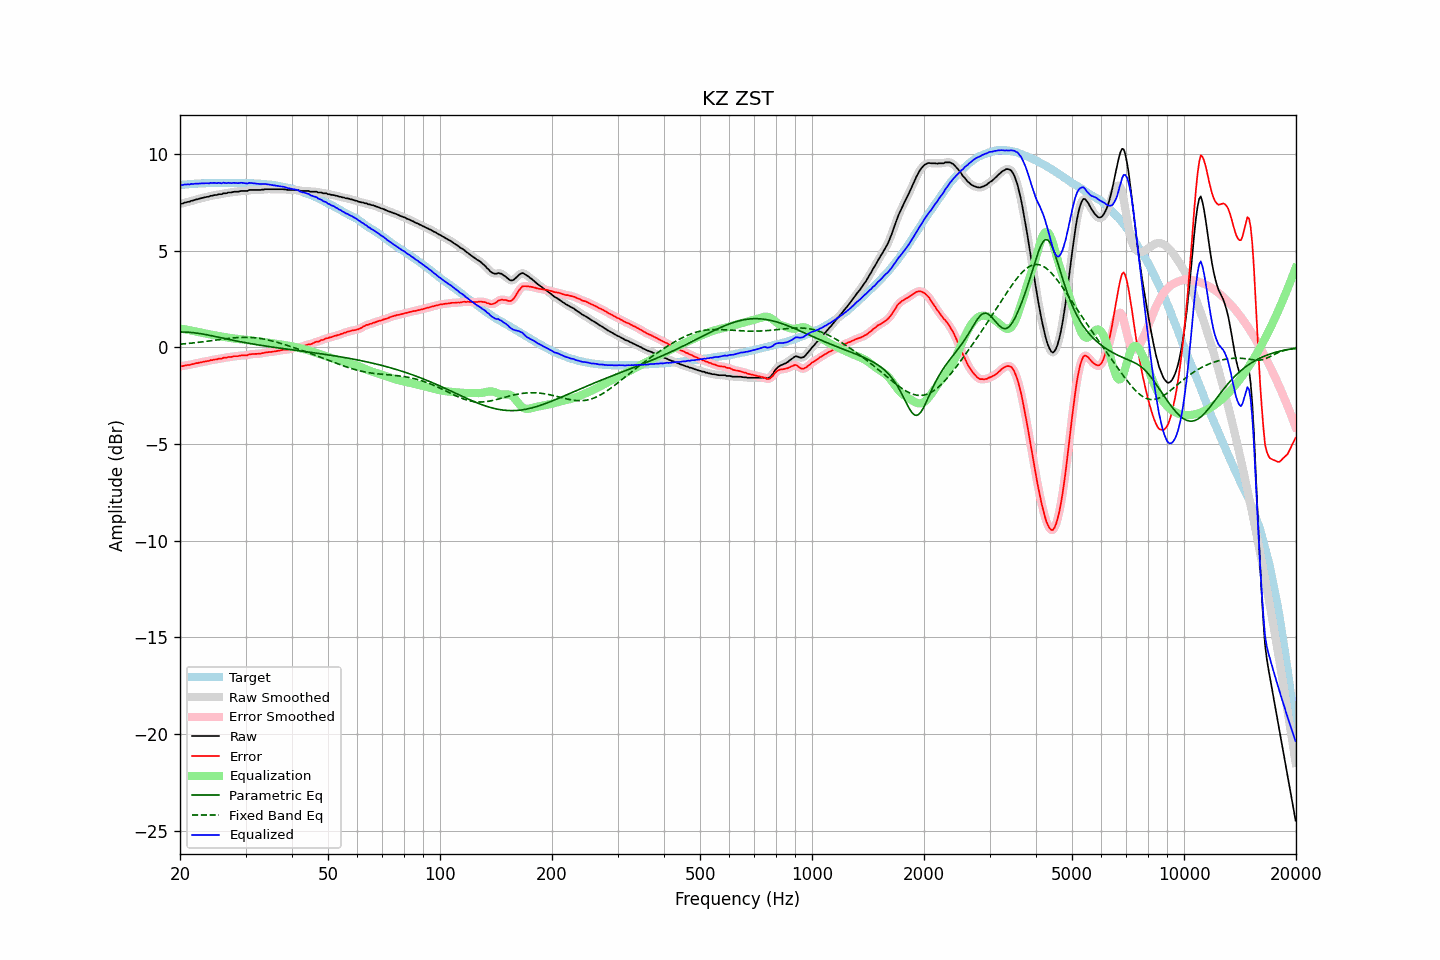 KZ ZST
Amplitude (dBr)
10
5
0
−5
−10
−15
−20
−25
Target
Raw Smoothed
Error Smoothed
Raw
Error
Equalization
Parametric Eq
Fixed Band Eq
Equalized
20 50 100 200 500 1000 2000 5000 10000 20000
Frequency (Hz)